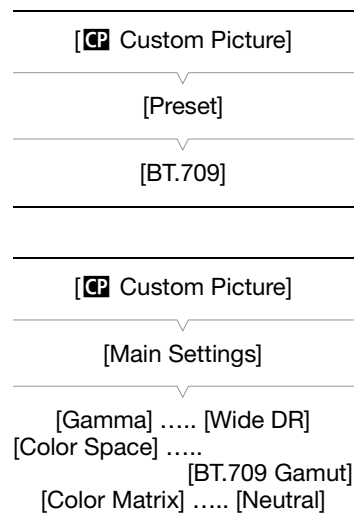 [CP Custom Picture]
[Preset]
[BT.709]
[CP Custom Picture]
[Main Settings]
[Gamma] ..... [Wide DR]
[Color Space] .....
[BT.709 Gamut]
[Color Matrix] ..... [Neutral]